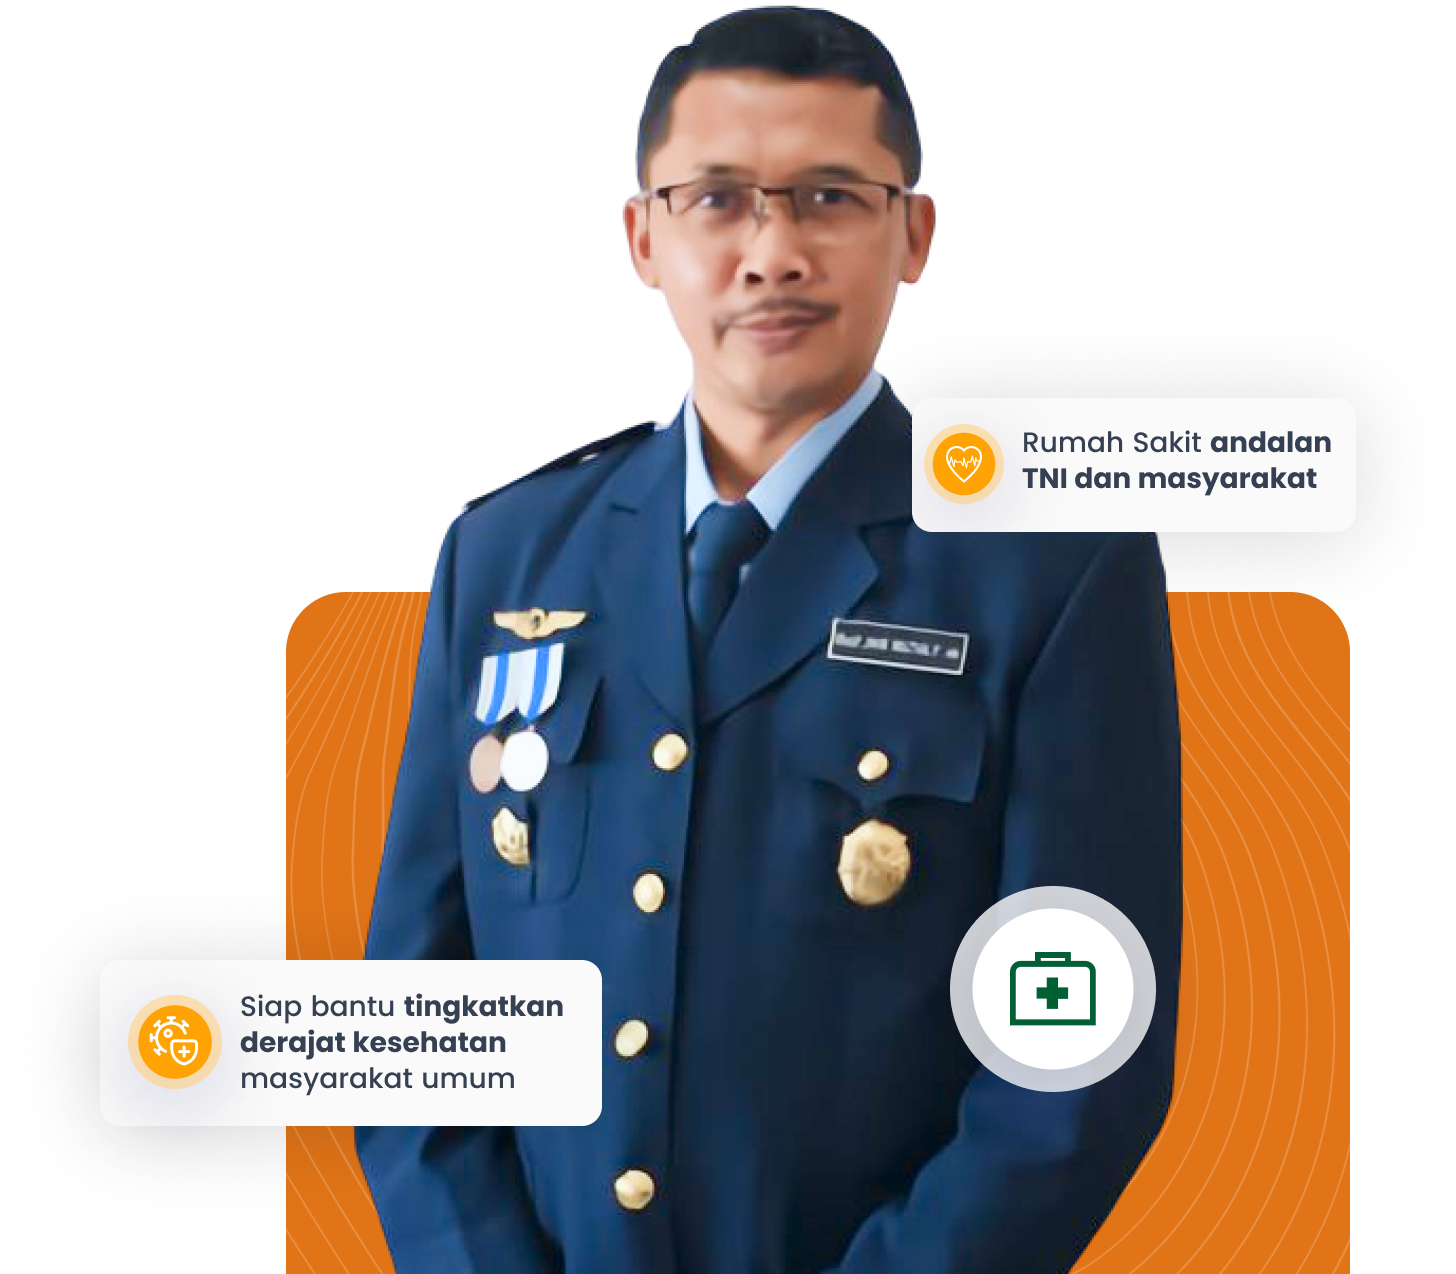 Rumah Sakit andalan
TNI dan masyarakat
Siap bantu tingkatkan
derajat kesehatan
masyarakat umum